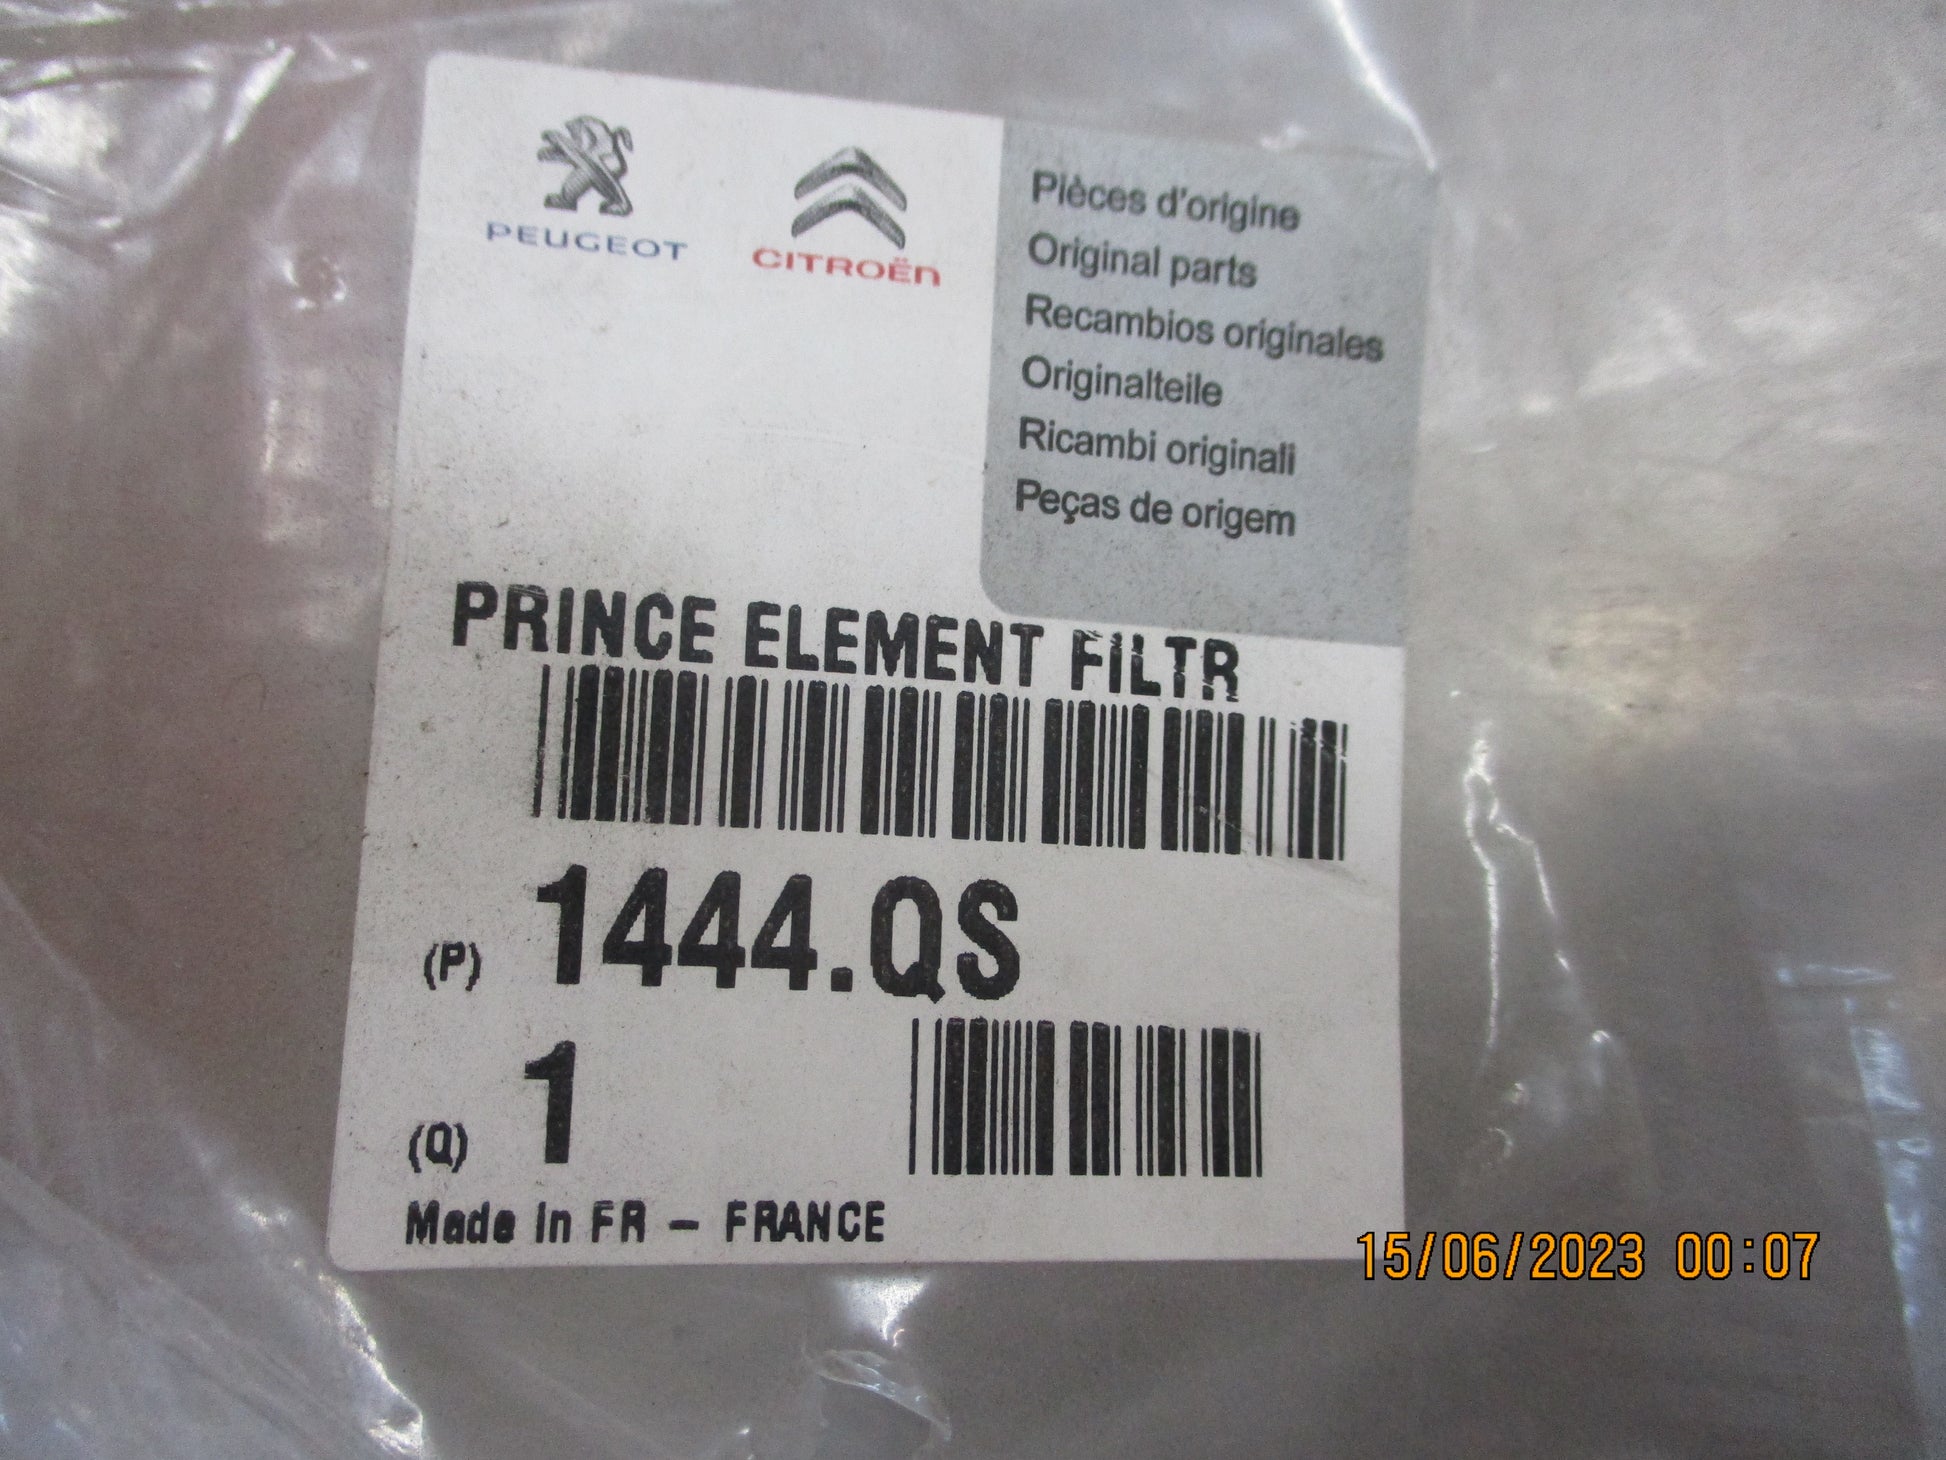 PEUGEOT
CITROËn
Pièces d'origine
Original parts
Recambios originales
Originalteile
Ricambi originali
Peças de origem
PRINCE ELEMENT FILTR
(P) 1444.QS
(Q) 1
Made in FR - FRANCE
15/06/2023 00:07